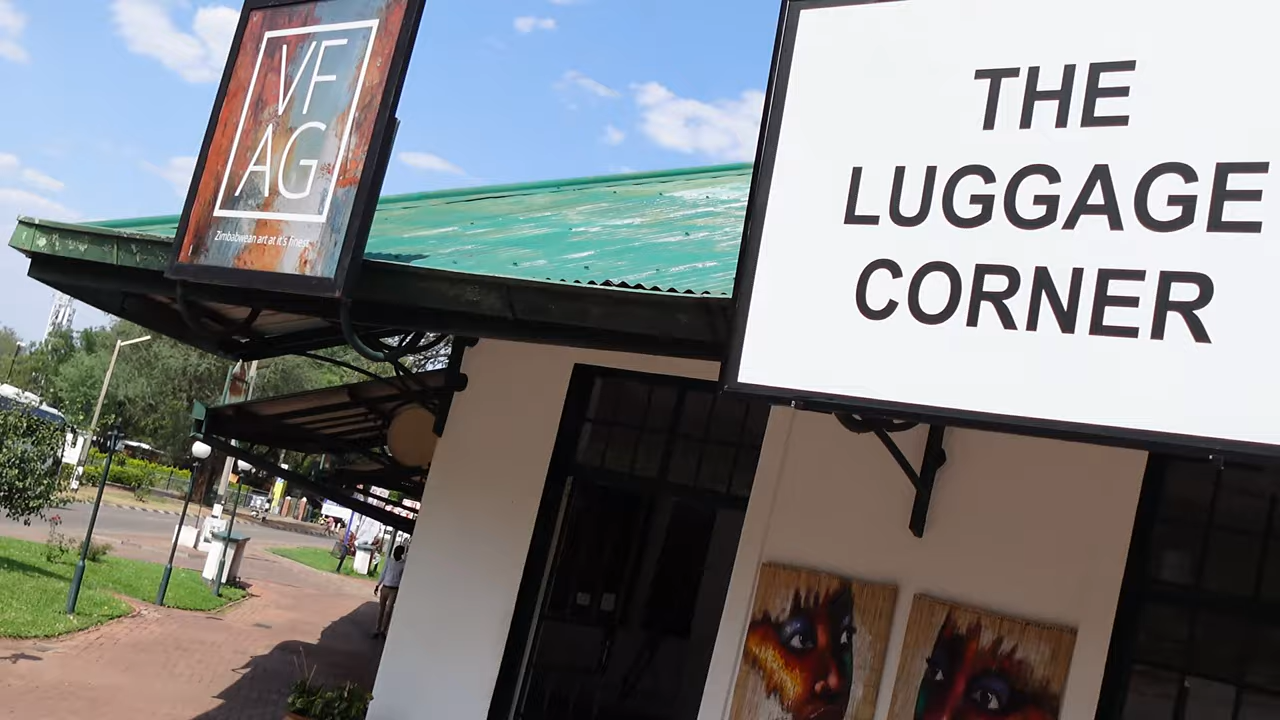 VF
AG
Zimbabwean art at it's finest
THE
LUGGAGE
CORNER